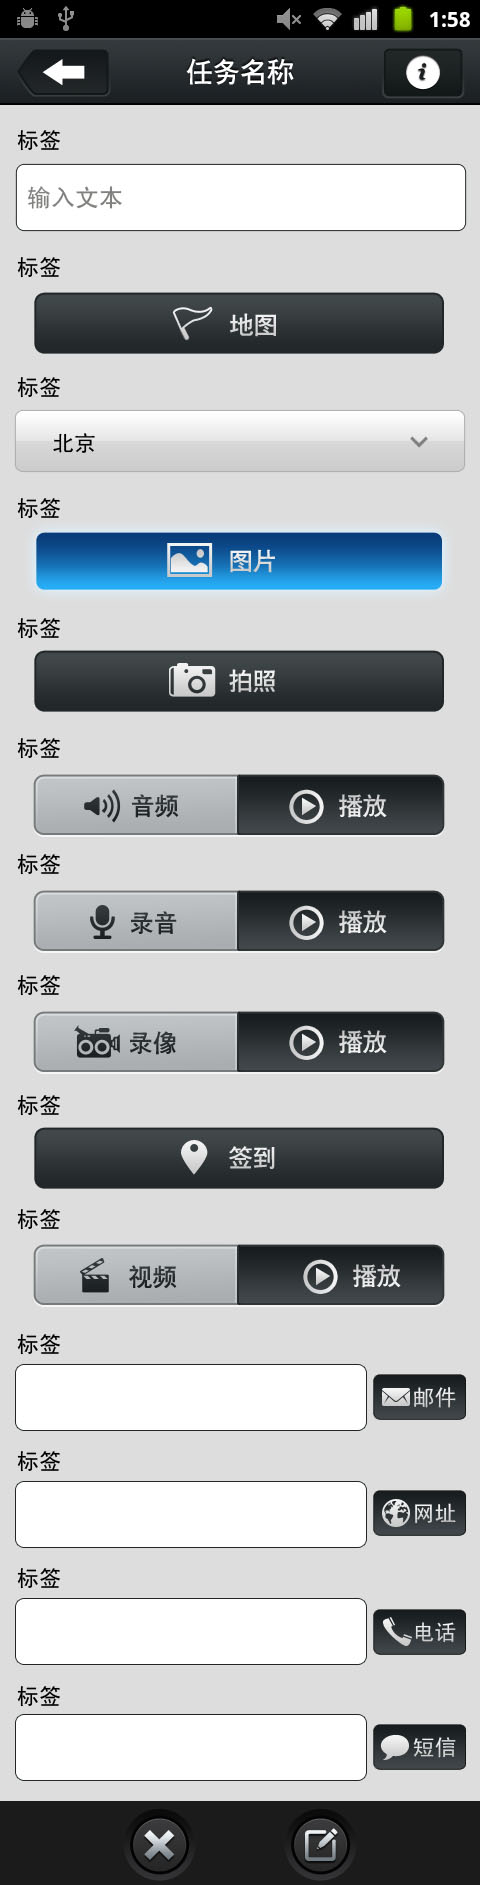 1:58
任务名称
标签
输入文本
标签
地图
标签
北京
标签
图片
标签
拍照
标签
音频 播放
标签
录音 播放
标签
录像 播放
标签
签到
标签
视频 播放
标签
邮件
标签
网址
标签
电话
标签
短信